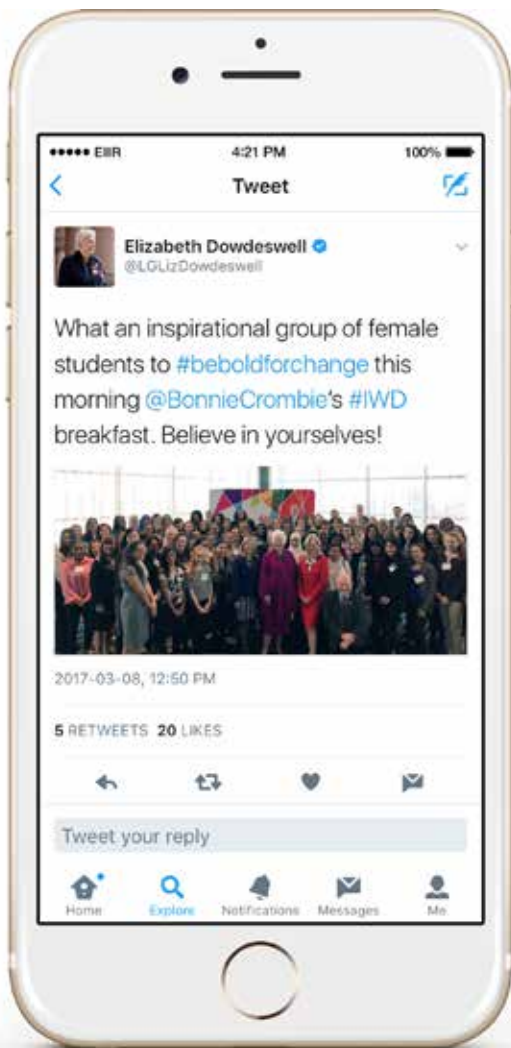 ●●●●● EIIR 4:21 PM 100%
Tweet
Elizabeth Dowdeswell
@LGLizDowdeswell
What an inspirational group of female
students to #beboldforchange this
morning @BonnieCrombie's #IWD
breakfast. Believe in yourselves!
2017-03-08, 12:50 PM
5 RETWEETS 20 LIKES
Tweet your reply
Home Explore Notifications Messages Me